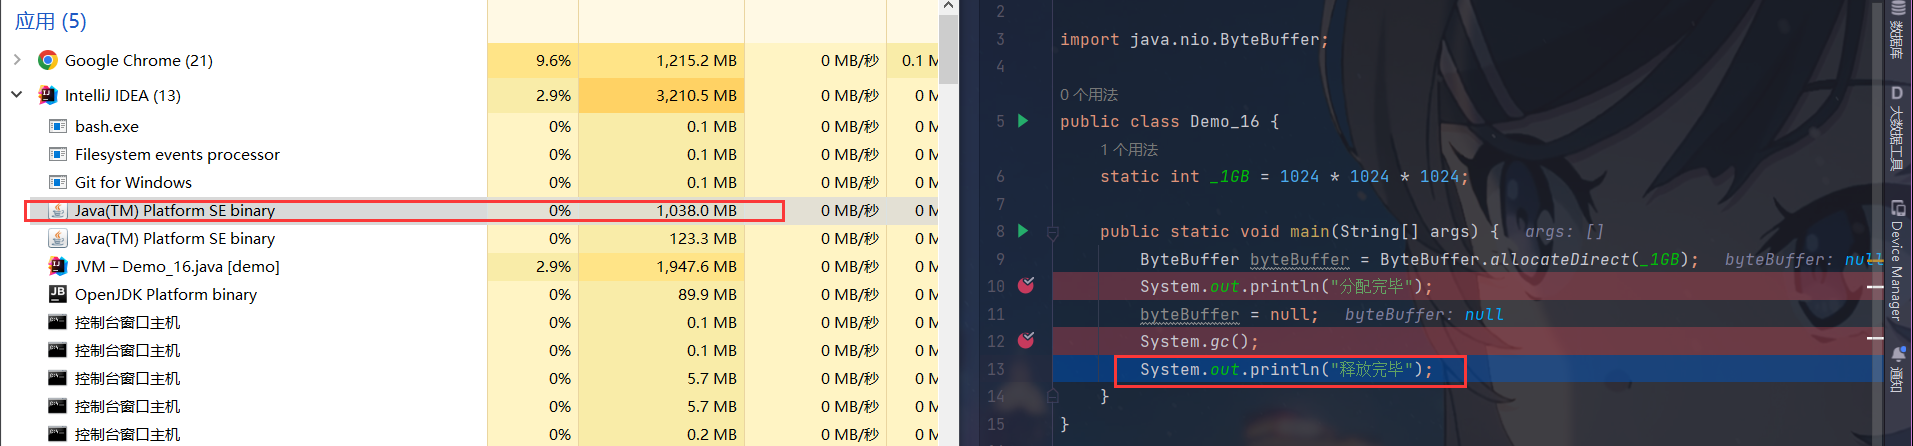 应用 (5)
Google Chrome (21) 9.6% 1,215.2 MB 0 MB/秒 0.1 M
IntelliJ IDEA (13) 2.9% 3,210.5 MB 0 MB/秒 0 M
bash.exe 0% 0.1 MB 0 MB/秒 0 M
Filesystem events processor 0% 0.1 MB 0 MB/秒 0 M
Git for Windows 0% 0.1 MB 0 MB/秒 0 M
Java(TM) Platform SE binary 0% 1,038.0 MB 0 MB/秒 0 M
Java(TM) Platform SE binary 0% 123.3 MB 0 MB/秒 0 M
JVM – Demo_16.java [demo] 2.9% 1,947.6 MB 0 MB/秒 0 M
OpenJDK Platform binary 0% 89.9 MB 0 MB/秒 0 M
控制台窗口主机 0% 0.1 MB 0 MB/秒 0 M
控制台窗口主机 0% 0.1 MB 0 MB/秒 0 M
控制台窗口主机 0% 5.7 MB 0 MB/秒 0 M
控制台窗口主机 0% 5.7 MB 0 MB/秒 0 M
控制台窗口主机 0% 0.2 MB 0 MB/秒 0 M
2
3 import java.nio.ByteBuffer;
4
0 个用法
5 public class Demo_16 {
1 个用法
6 static int _1GB = 1024 * 1024 * 1024;
7
8 public static void main(String[] args) { args: []
9 ByteBuffer byteBuffer = ByteBuffer.allocateDirect(_1GB); byteBuffer: null
10 System.out.println("分配完毕");
11 byteBuffer = null; byteBuffer: null
12 System.gc();
13 System.out.println("释放完毕");
14 }
15 }
数据库
D 大数据工具
Device Manager
通知